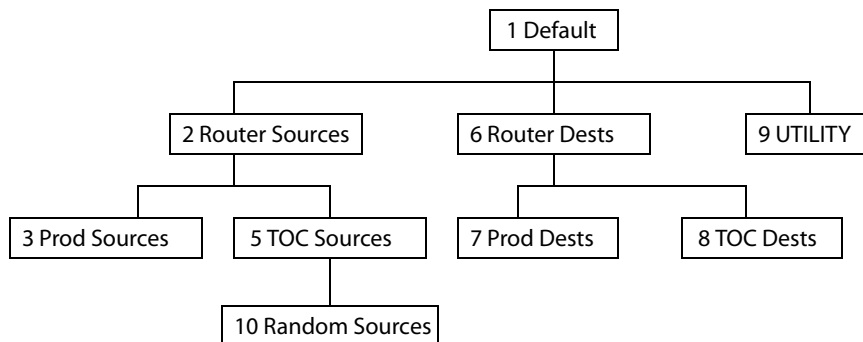 1 Default
2 Router Sources
6 Router Dests
9 UTILITY
3 Prod Sources
5 TOC Sources
7 Prod Dests
8 TOC Dests
10 Random Sources